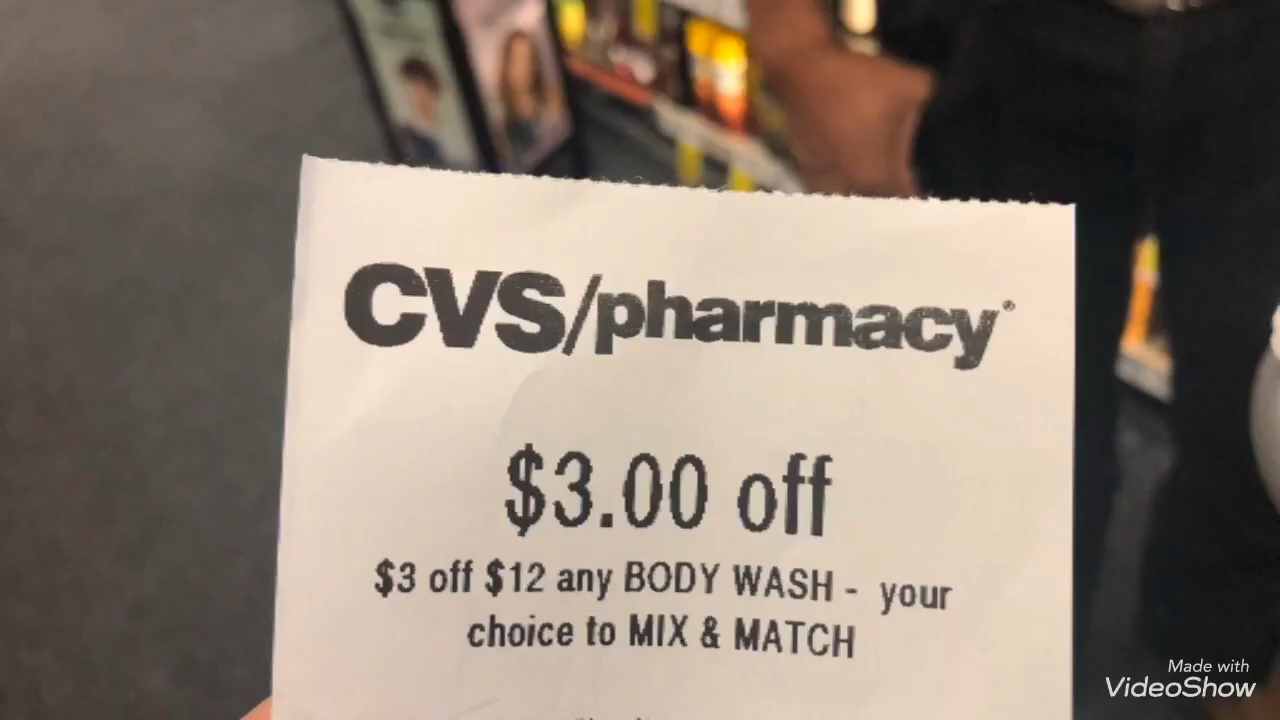 CVS/pharmacy®
$3.00 off
$3 off $12 any BODY WASH - your
choice to MIX & MATCH
Made with
VideoShow